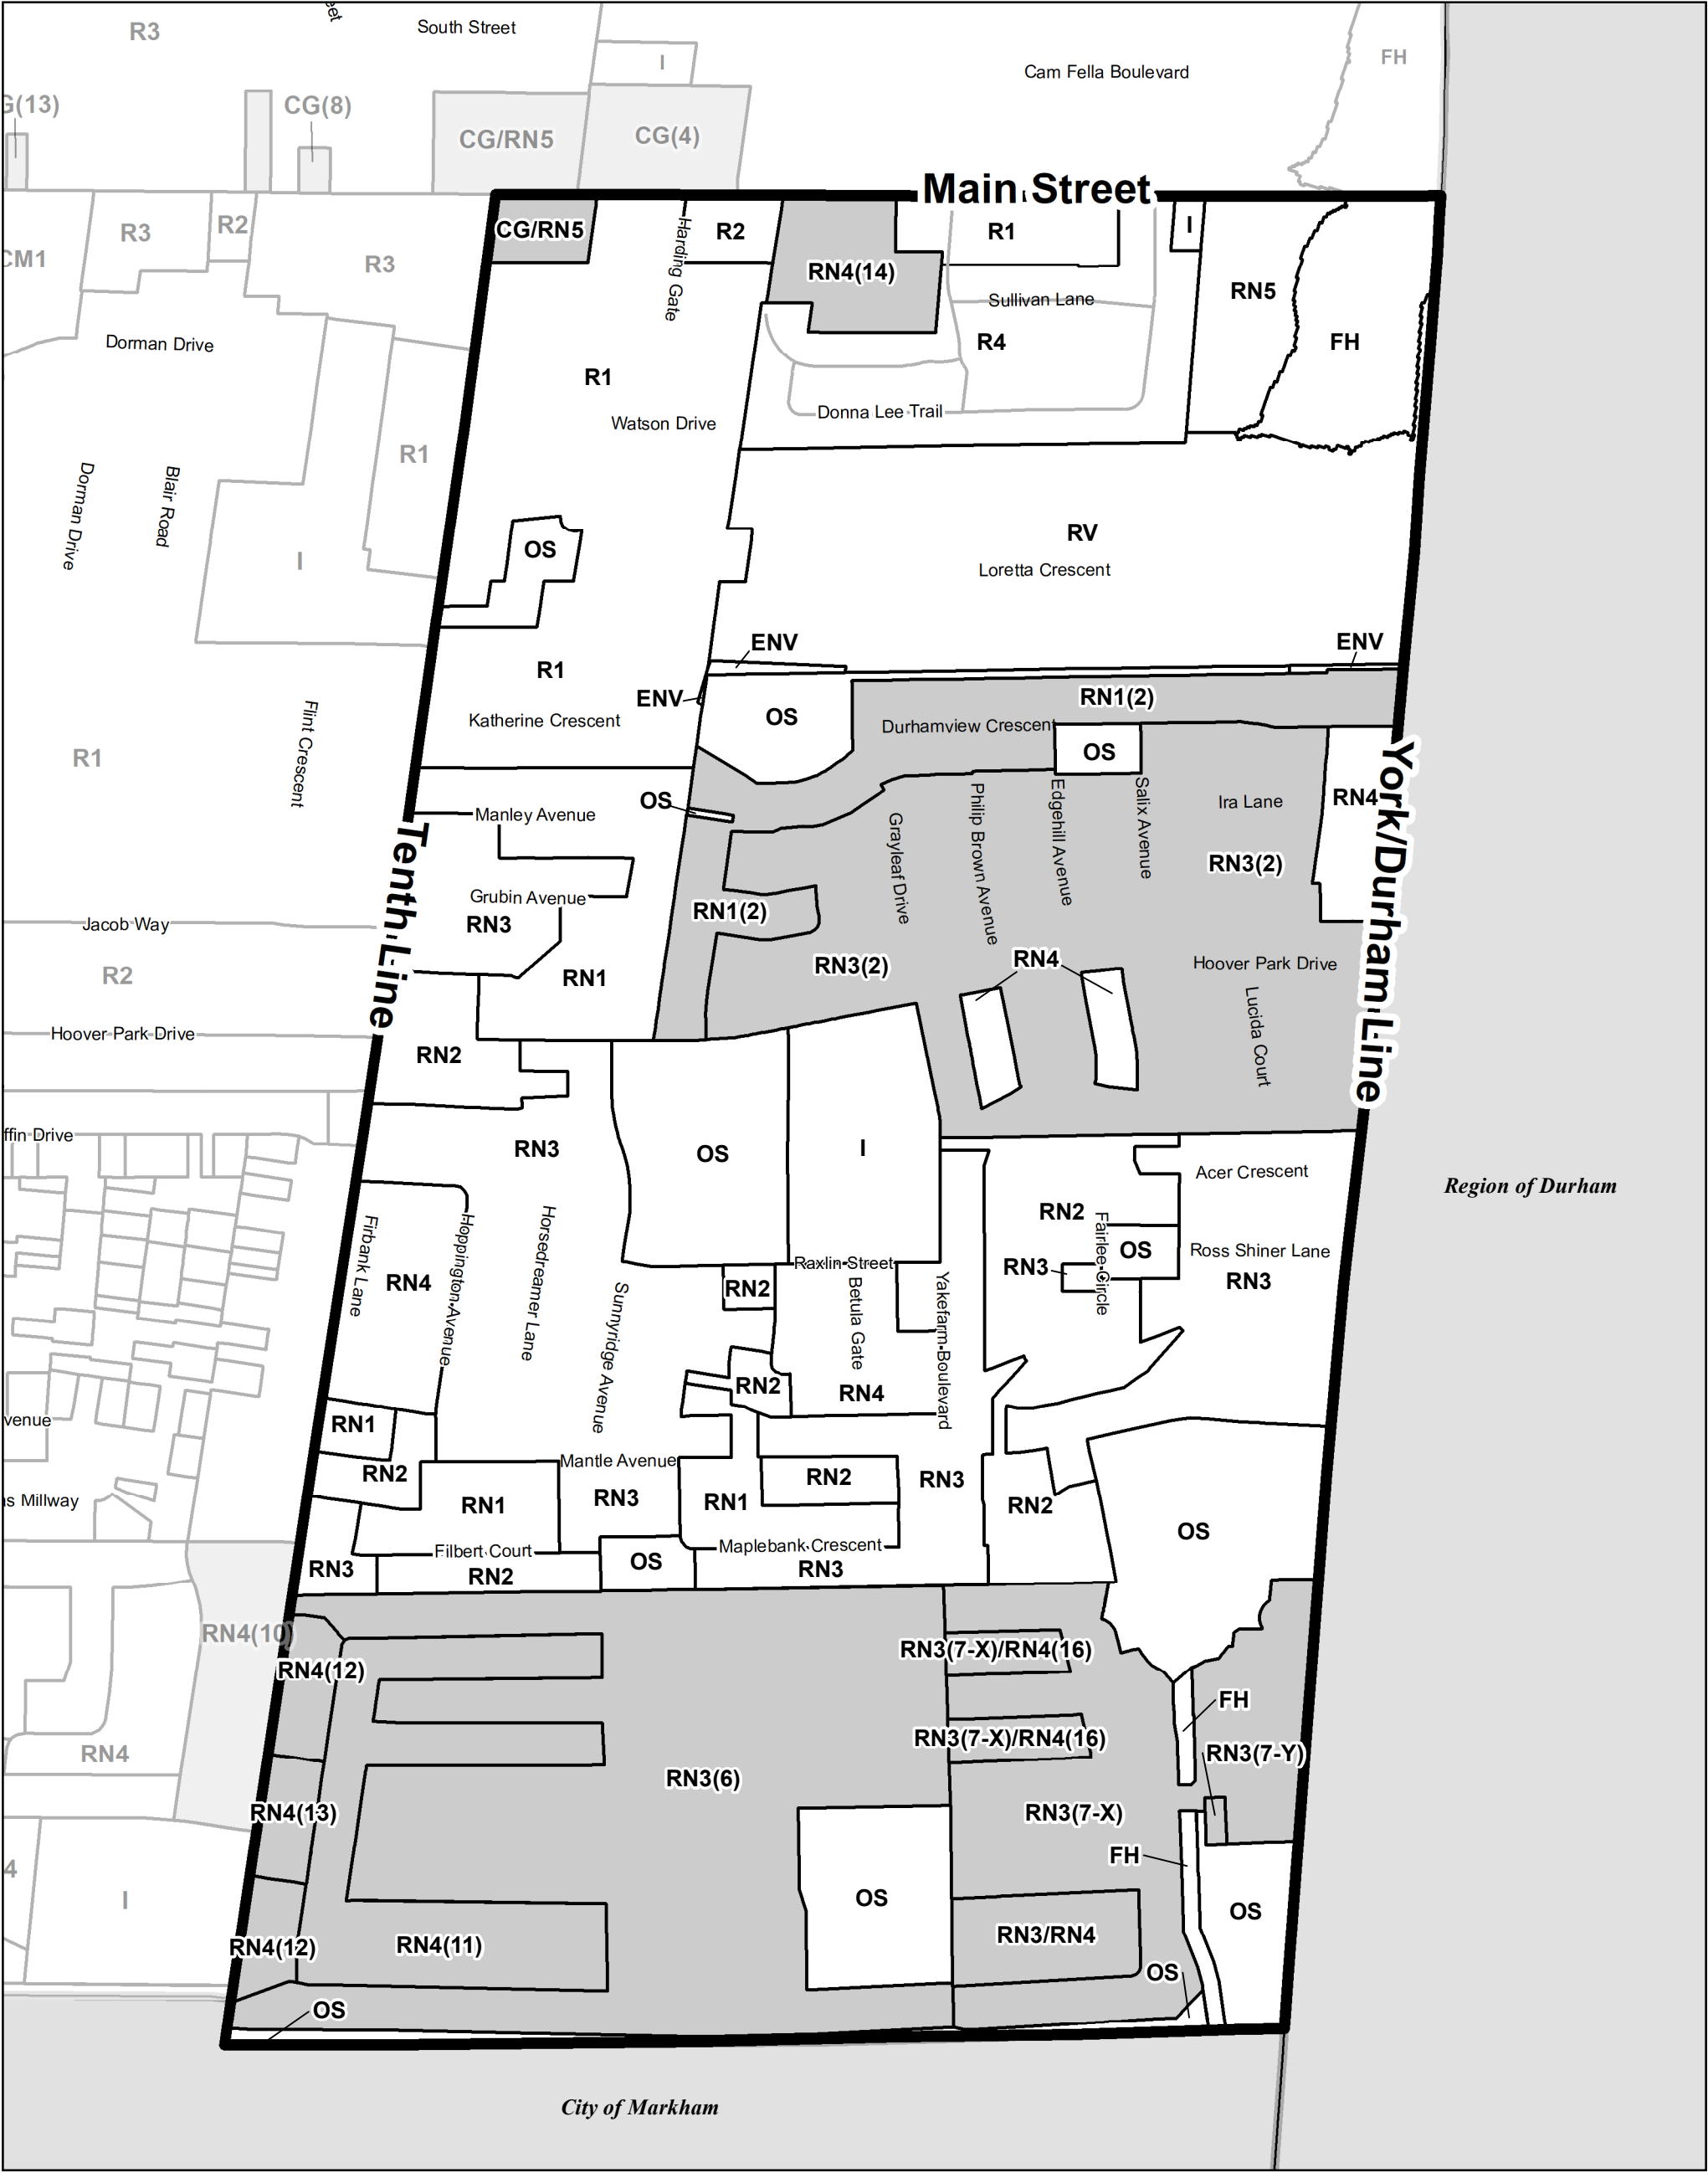 R3
South Street
I
Cam Fella Boulevard
FH
G(13)
CG(8)
CG/RN5
CG(4)
Main Street
R3
R2
CM1
R3
CG/RN5
Harding Gate
R2
RN4(14)
R1
I
Sullivan Lane
RN5
R4
FH
Dorman Drive
R1
Donna Lee Trail
Watson Drive
R1
Dorman Drive
Blair Road
OS
I
RV
Loretta Crescent
ENV
ENV
R1
ENV
RN1(2)
Katherine Crescent
OS
Durhamview Crescent
OS
R1
Flint Crescent
York/Durham Line
OS
Manley Avenue
Philip Brown Avenue
Edgehill Avenue
Salix Avenue
Ira Lane
RN4
Tenth Line
Grayleaf Drive
RN3(2)
Grubin Avenue
RN3
RN1(2)
Jacob Way
R2
RN1
RN3(2)
RN4
Hoover Park Drive
Lucida Court
Hoover Park Drive
RN2
ffin Drive
RN3
OS
I
Acer Crescent
Region of Durham
RN2
Firbank Lane
Hoppington Avenue
Horsedreamer Lane
Fairlee Circle
OS
Ross Shiner Lane
Raxlin Street
RN3
RN3
RN4
RN2
Sunnyridge Avenue
Betula Gate
Yakefarm Boulevard
RN2
RN4
venue
RN1
Mantle Avenue
RN2
RN2
RN3
as Millway
RN1
RN3
RN1
RN2
OS
Filbert Court
Maplebank Crescent
RN3
RN2
OS
RN3
RN4(10)
RN4(12)
RN3(7-X)/RN4(16)
FH
RN3(7-X)/RN4(16)
RN3(7-Y)
RN4
RN3(6)
RN4(13)
RN3(7-X)
FH
4
I
OS
OS
RN4(12)
RN4(11)
RN3/RN4
OS
OS
City of Markham